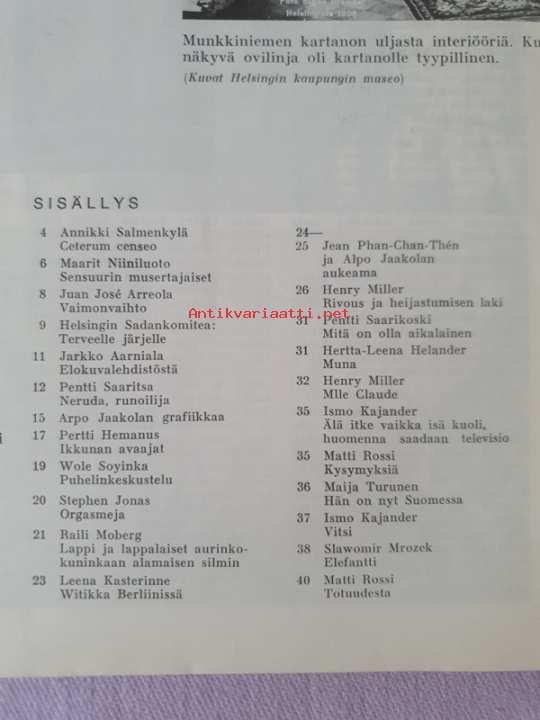 Helsingissä 1908
Munkkiniemen kartanon uljasta interiööriä. Ku
näkyvä ovilinja oli kartanolle tyypillinen.
(Kuvat Helsingin kaupungin museo)
SISÄLLYS
4 Annikki Salmenkylä
Ceterum censeo
6 Maarit Niiniluoto
Sensuurin musertajaiset
8 Juan José Arreola
Vaimonvaihto
9 Helsingin Sadankomitea:
Terveelle järjelle
11 Jarkko Aarniala
Elokuvalehdistöstä
12 Pentti Saaritsa
Neruda, runoilija
15 Arpo Jaakolan grafiikkaa
17 Pertti Hemanus
Ikkunan avaajat
19 Wole Soyinka
Puhelinkeskustelu
20 Stephen Jonas
Orgasmeja
21 Raili Moberg
Lappi ja lappalaiset aurinko-
kuninkaan alamaisen silmin
23 Leena Kasterinne
Witikka Berliinissä
24—
25 Jean Phan-Chan-Thén
ja Alpo Jaakolan
aukeama
26 Henry Miller
Rivous ja heijastumisen laki
31 Pentti Saarikoski
Mitä on olla aikalainen
31 Hertta-Leena Helander
Muna
32 Henry Miller
Mlle Claude
35 Ismo Kajander
Älä itke vaikka isä kuoli,
huomenna saadaan televisio
35 Matti Rossi
Kysymyksiä
36 Maija Turunen
Hän on nyt Suomessa
37 Ismo Kajander
Vitsi
38 Slawomir Mrozek
Elefantti
40 Matti Rossi
Totuudesta
Antikvariaatti.net